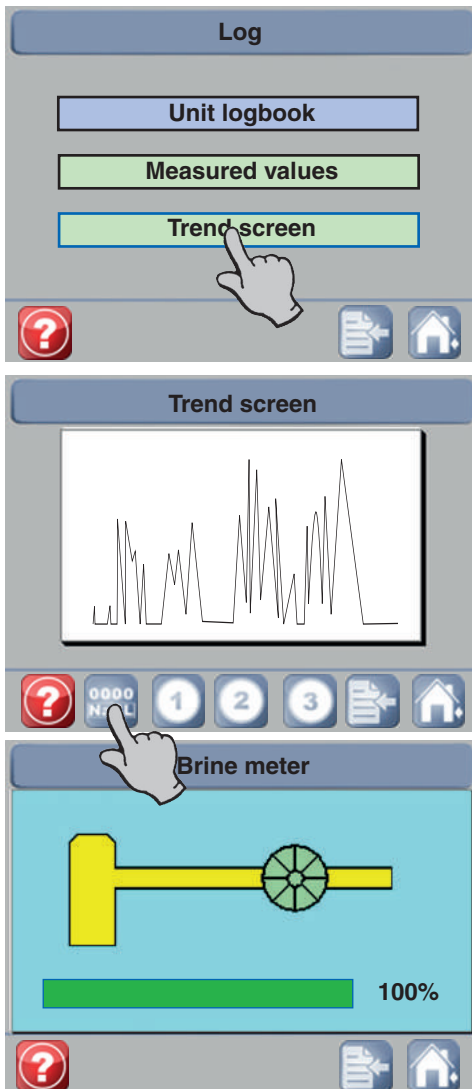 Log
Unit logbook
Measured values
Trend screen
?
Trend screen
?
0000
1
2
3
Brine meter
100%
?